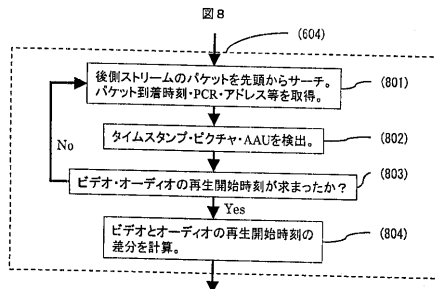 図8
(604)
後側ストリームのパケットを先頭からサーチ。
パケット到着時刻・PCR・アドレス等を取得。
(801)
タイムスタンプ・ピクチャ・AAUを検出。
(802)
No
ビデオ・オーディオの再生開始時刻が求まったか?
(803)
Yes
ビデオとオーディオの再生開始時刻の
差分を計算。
(804)